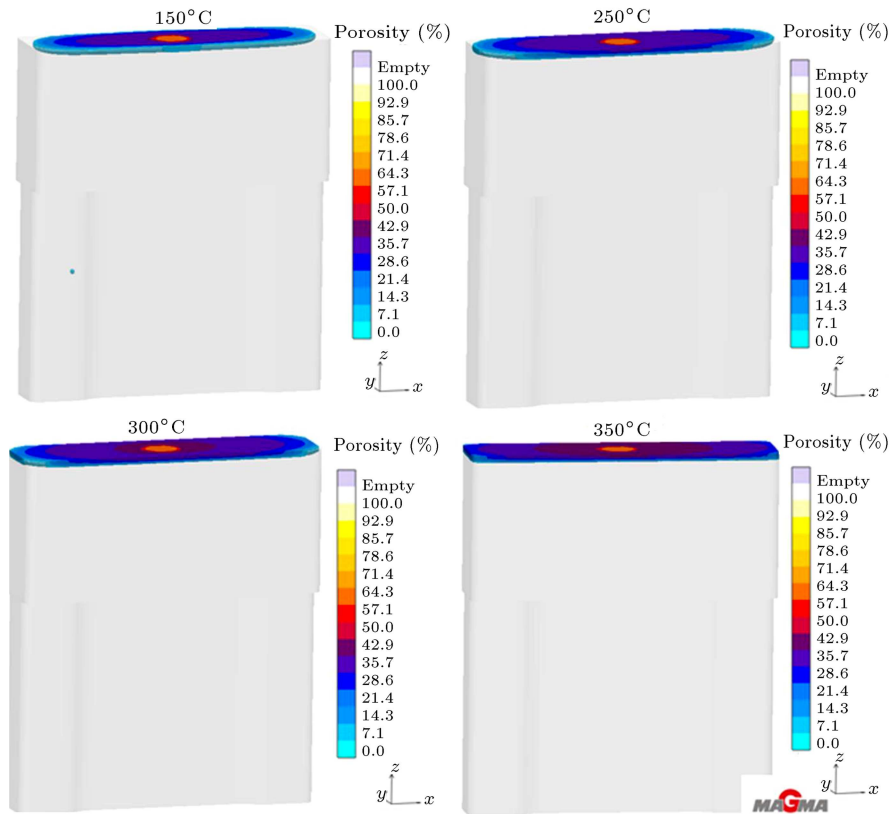 150°C
Porosity (%)
Empty
100.0
92.9
85.7
78.6
71.4
64.3
57.1
50.0
42.9
35.7
28.6
21.4
14.3
7.1
0.0
z
y
x
250°C
Porosity (%)
Empty
100.0
92.9
85.7
78.6
71.4
64.3
57.1
50.0
42.9
35.7
28.6
21.4
14.3
7.1
0.0
z
y
x
300°C
Porosity (%)
Empty
100.0
92.9
85.7
78.6
71.4
64.3
57.1
50.0
42.9
35.7
28.6
21.4
14.3
7.1
0.0
z
y
x
350°C
Porosity (%)
Empty
100.0
92.9
85.7
78.6
71.4
64.3
57.1
50.0
42.9
35.7
28.6
21.4
14.3
7.1
0.0
z
y
x
MAGMA